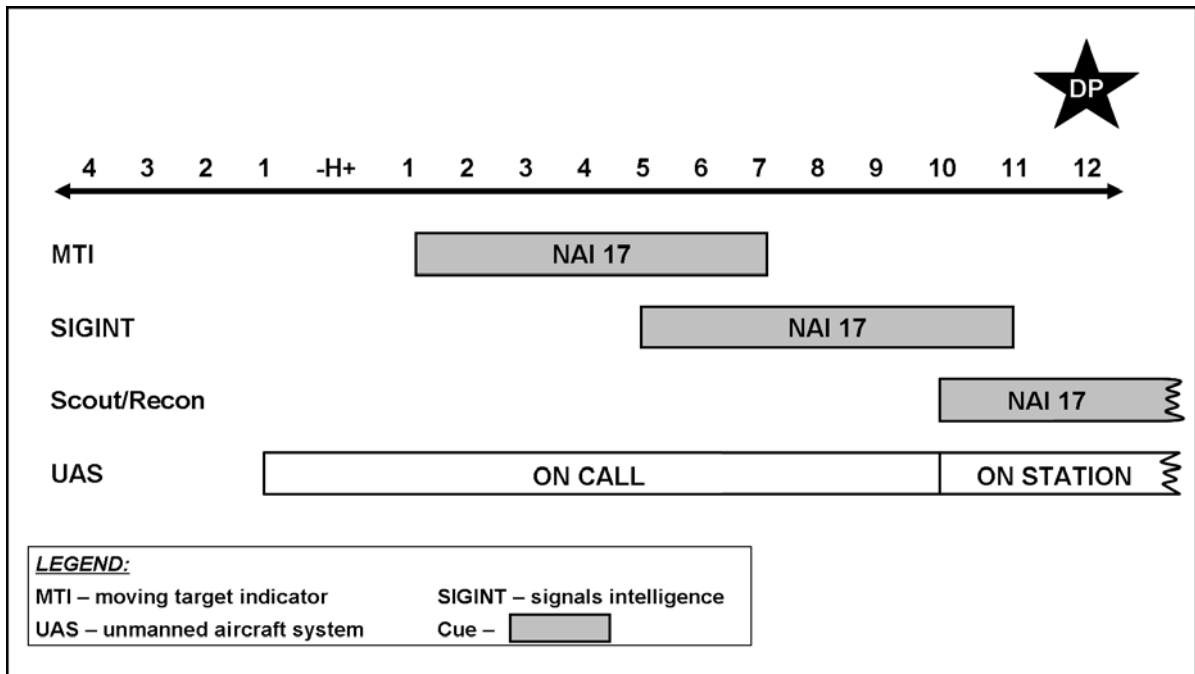 DP
4 3 2 1 -H+ 1 2 3 4 5 6 7 8 9 10 11 12
MTI NAI 17
SIGINT NAI 17
Scout/Recon NAI 17
UAS ON CALL ON STATION
LEGEND:
MTI – moving target indicator SIGINT – signals intelligence
UAS – unmanned aircraft system Cue –